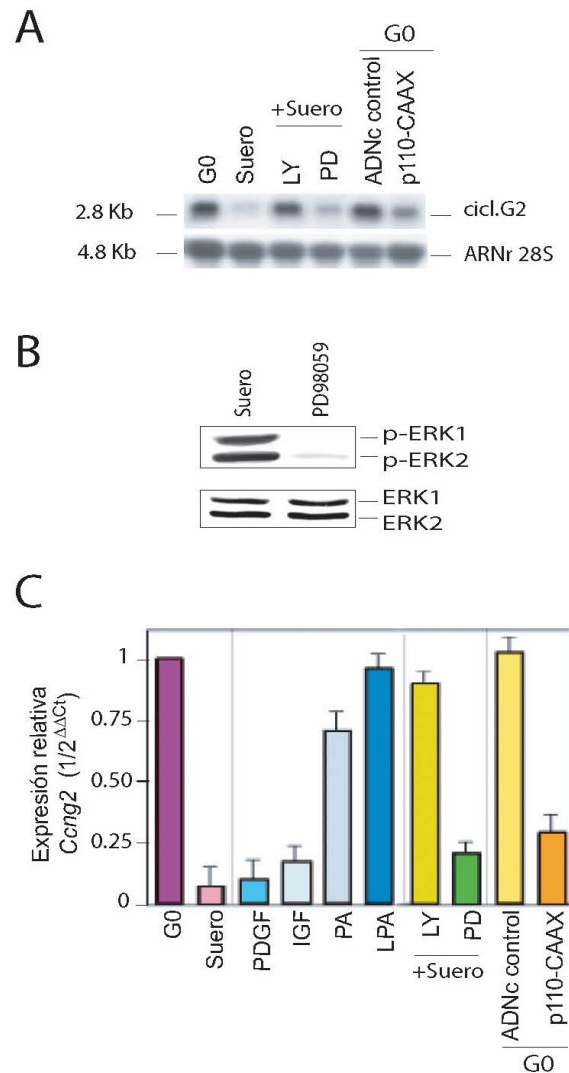 A
G0
+Suero
G0
Suero
LY
PD
ADNc control
p110-CAAX
2.8 Kb
cicl.G2
4.8 Kb
ARNr 28S
B
Suero
PD98059
p-ERK1
p-ERK2
ERK1
ERK2
C
Expresión relativa
Ccng2 (1/2^ΔΔCt)
1
0.75
0.50
0.25
0
G0
Suero
PDGF
IGF
PA
LPA
LY
PD
ADNc control
p110-CAAX
+Suero
G0